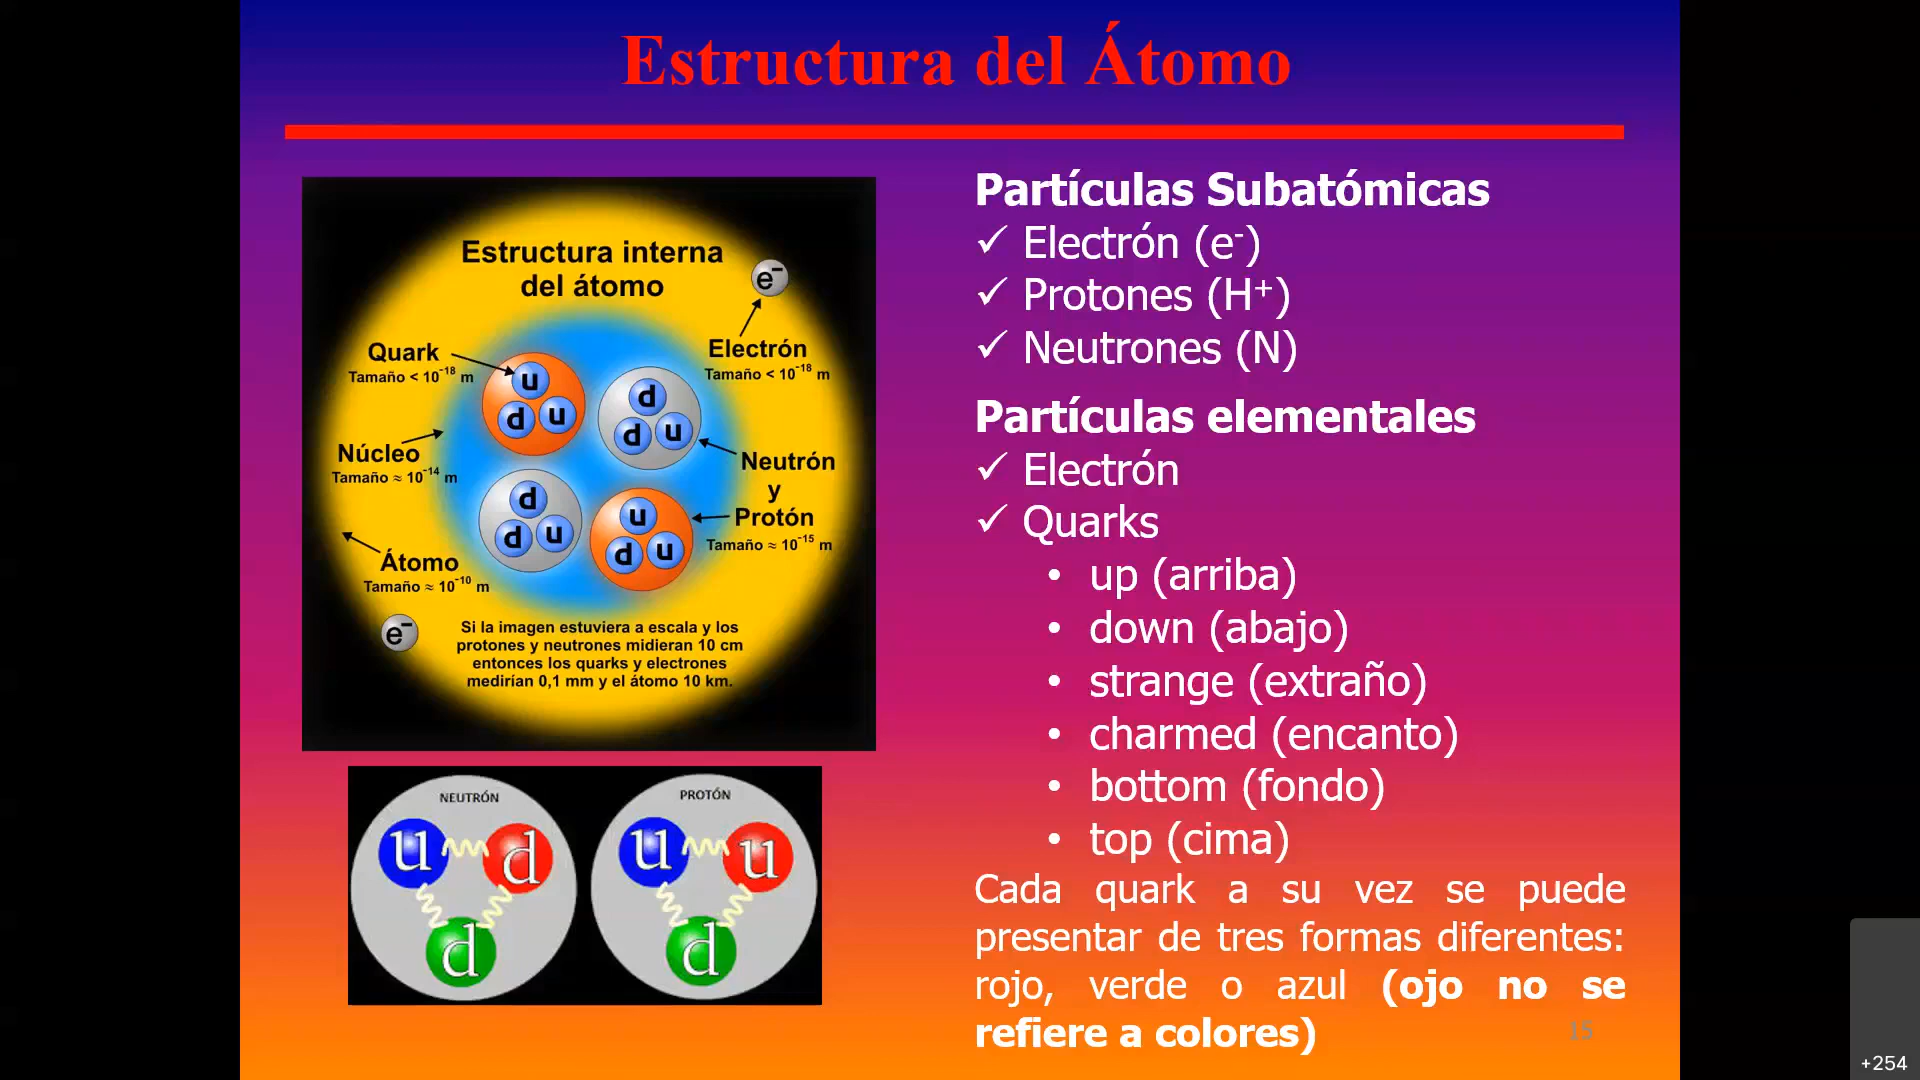 Estructura del Átomo
Estructura interna
del átomo
e⁻
Quark
Tamaño < 10⁻¹⁸ m
Electrón
Tamaño < 10⁻¹⁸ m
u
d u
d
d u
Núcleo
Tamaño ≈ 10⁻¹⁴ m
Neutrón
y
Protón
Tamaño ≈ 10⁻¹⁵ m
d
d u
u
d u
Átomo
Tamaño ≈ 10⁻¹⁰ m
e⁻
Si la imagen estuviera a escala y los
protones y neutrones midieran 10 cm
entonces los quarks y electrones
medirían 0,1 mm y el átomo 10 km.
NEUTRÓN
u d
d
PROTÓN
u u
d
Partículas Subatómicas
✓ Electrón (e⁻)
✓ Protones (H⁺)
✓ Neutrones (N)
Partículas elementales
✓ Electrón
✓ Quarks
• up (arriba)
• down (abajo)
• strange (extraño)
• charmed (encanto)
• bottom (fondo)
• top (cima)
Cada quark a su vez se puede
presentar de tres formas diferentes:
rojo, verde o azul (ojo no se
refiere a colores)
15
+254